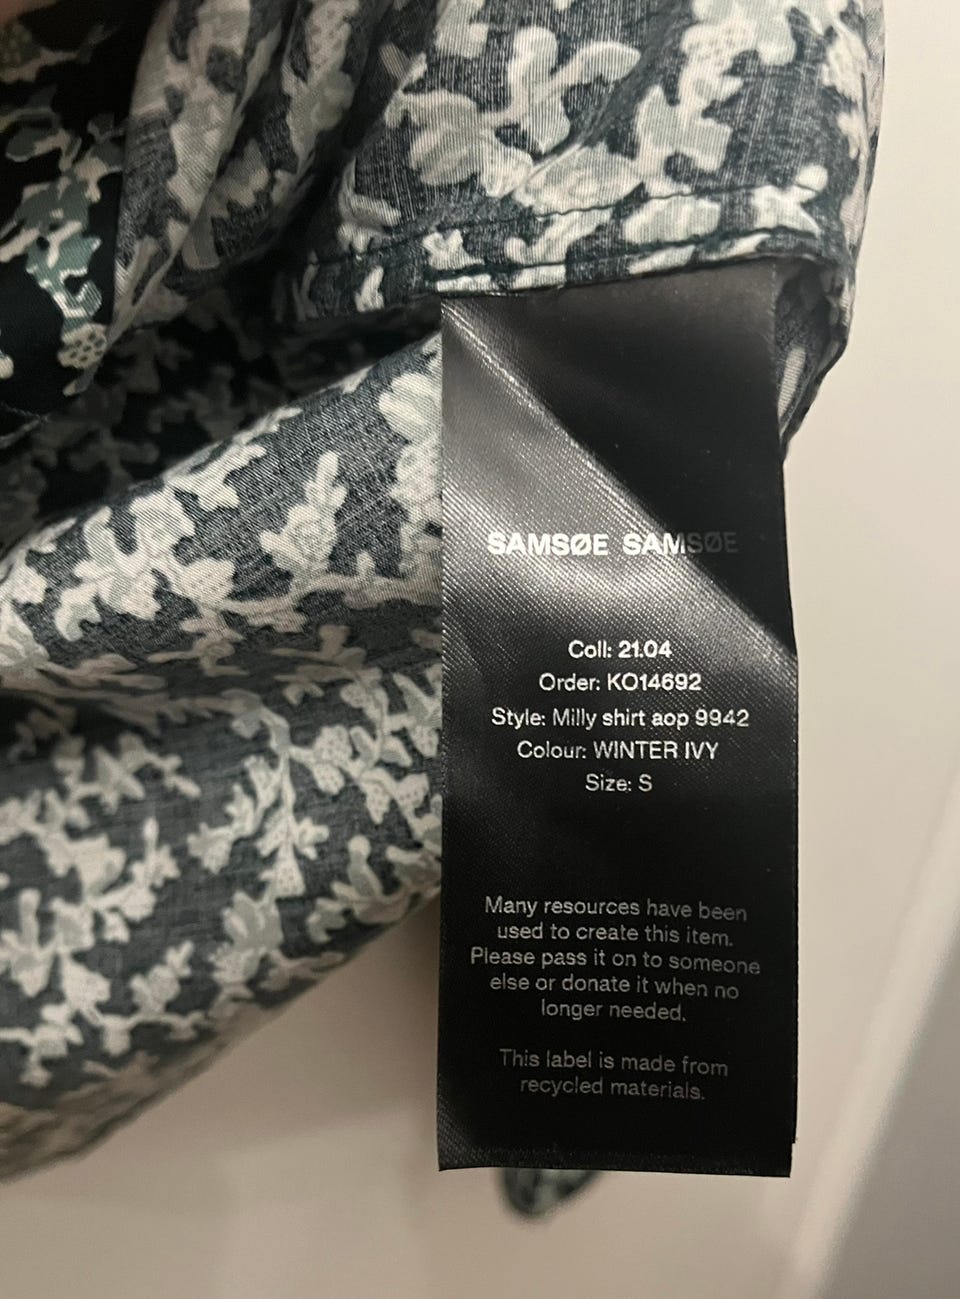 SAMSØE SAMSØE
Coll: 21.04
Order: KO14692
Style: Milly shirt aop 9942
Colour: WINTER IVY
Size: S
Many resources have been
used to create this item.
Please pass it on to someone
else or donate it when no
longer needed.
This label is made from
recycled materials.